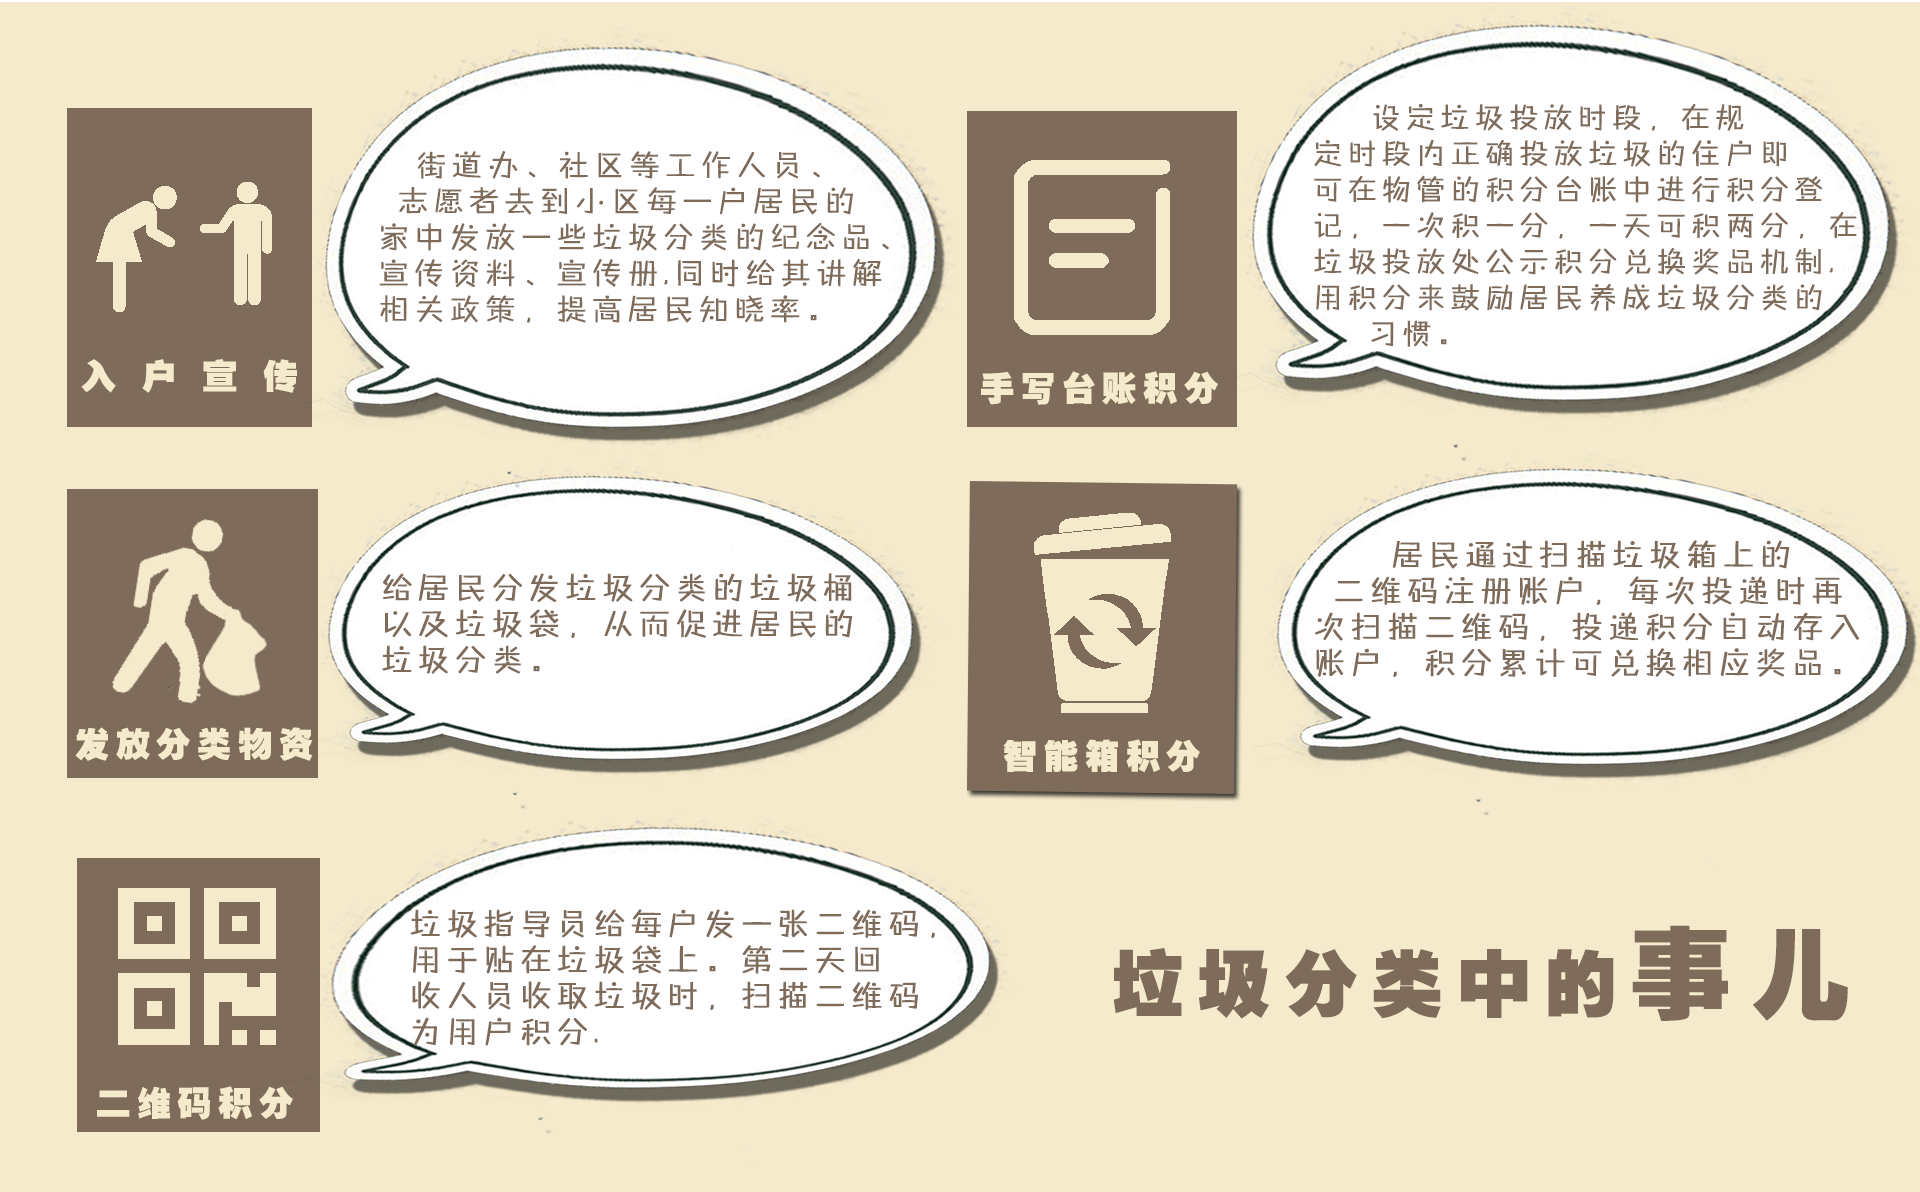 街道办、社区等工作人员、
志愿者去到小区每一户居民的
家中发放一些垃圾分类的纪念品、
宣传资料、宣传册,同时给其讲解
相关政策，提高居民知晓率。
入户宣传
设定垃圾投放时段，在规
定时段内正确投放垃圾的住户即
可在物管的积分台账中进行积分登
记，一次积一分，一天可积两分，在
垃圾投放处公示积分兑换奖品机制,
用积分来鼓励居民养成垃圾分类的
习惯。
手写台账积分
给居民分发垃圾分类的垃圾桶
以及垃圾袋，从而促进居民的
垃圾分类。
发放分类物资
居民通过扫描垃圾箱上的
二维码注册账户，每次投递时再
次扫描二维码，投递积分自动存入
账户，积分累计可兑换相应奖品。
智能箱积分
垃圾指导员给每户发一张二维码,
用于贴在垃圾袋上。第二天回
收人员收取垃圾时，扫描二维码
为用户积分.
二维码积分
垃圾分类中的事儿